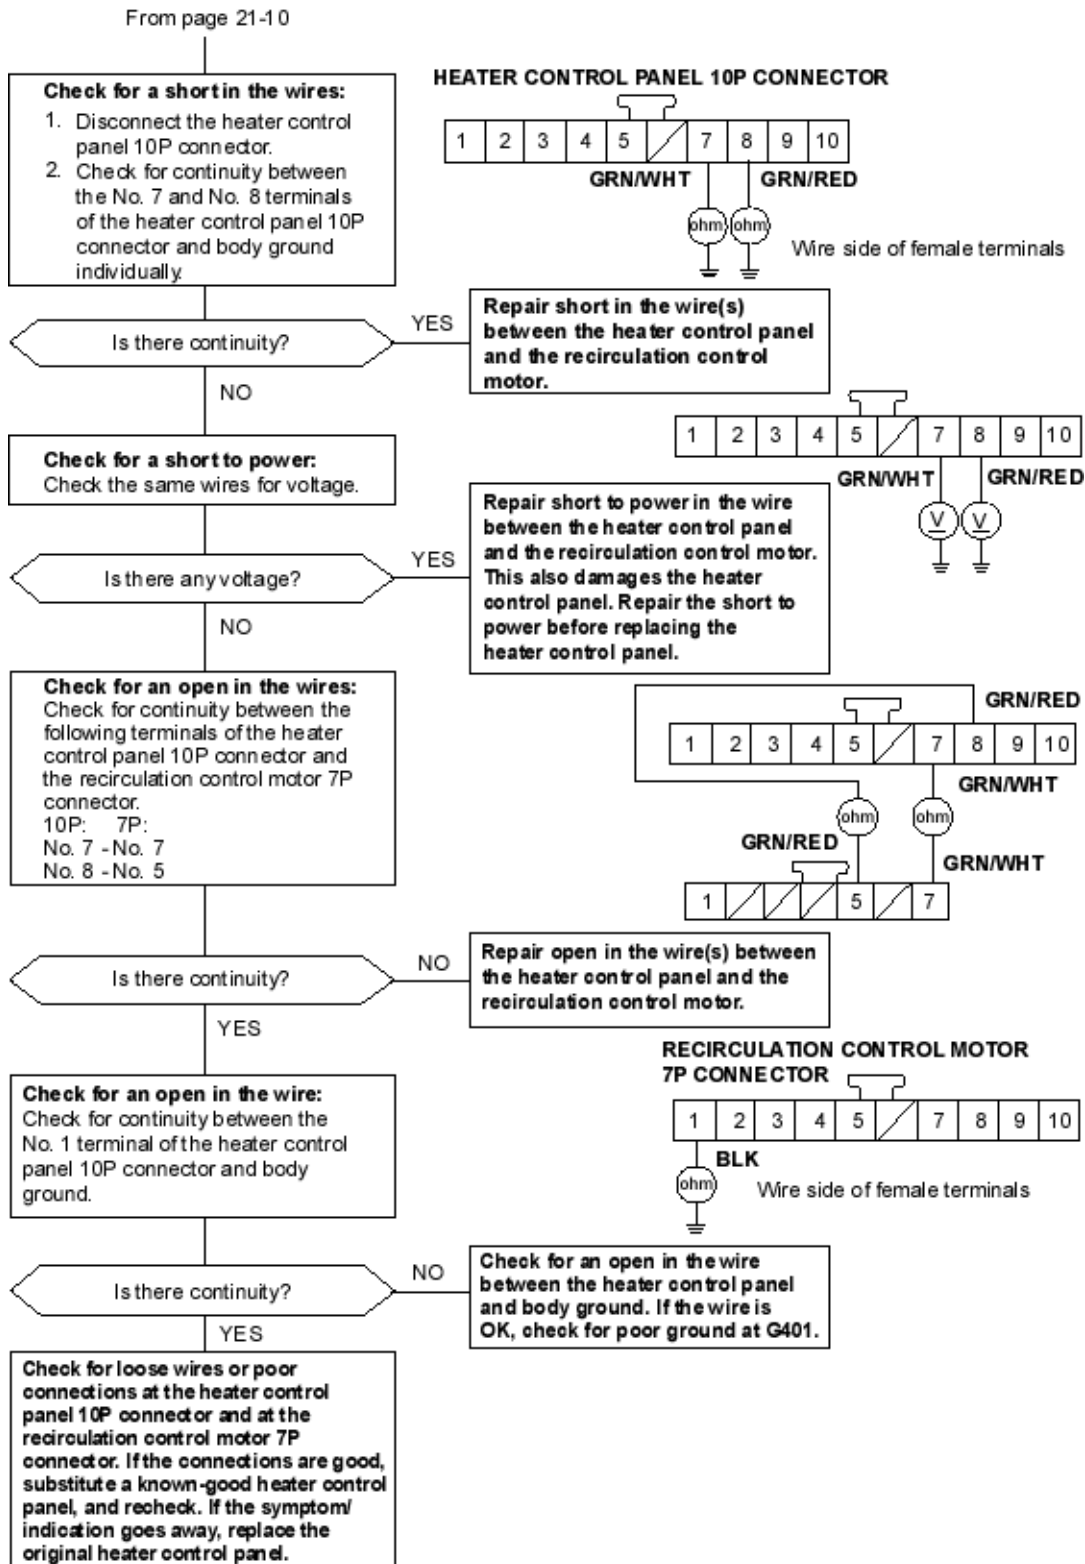 From page 21-10
Check for a short in the wires:
1. Disconnect the heater control
panel 10P connector.
2. Check for continuity between
the No. 7 and No. 8 terminals
of the heater control panel 10P
connector and body ground
individually.
HEATER CONTROL PANEL 10P CONNECTOR
1 2 3 4 5 7 8 9 10
GRN/WHT GRN/RED
ohm ohm
Wire side of female terminals
Is there continuity?
YES
Repair short in the wire(s)
between the heater control panel
and the recirculation control
motor.
NO
1 2 3 4 5 7 8 9 10
GRN/WHT GRN/RED
V V
Check for a short to power:
Check the same wires for voltage.
Is there any voltage?
YES
Repair short to power in the wire
between the heater control panel
and the recirculation control motor.
This also damages the heater
control panel. Repair the short to
power before replacing the
heater control panel.
NO
Check for an open in the wires:
Check for continuity between the
following terminals of the heater
control panel 10P connector and
the recirculation control motor 7P
connector.
10P: 7P:
No. 7 - No. 7
No. 8 - No. 5
GRN/RED
1 2 3 4 5 7 8 9 10
GRN/WHT
ohm ohm
GRN/RED
GRN/WHT
1 5 7
Is there continuity?
NO
Repair open in the wire(s) between
the heater control panel and the
recirculation control motor.
YES
RECIRCULATION CONTROL MOTOR
7P CONNECTOR
1 2 3 4 5 7 8 9 10
BLK
ohm
Wire side of female terminals
Check for an open in the wire:
Check for continuity between the
No. 1 terminal of the heater control
panel 10P connector and body
ground.
Is there continuity?
NO
Check for an open in the wire
between the heater control panel
and body ground. If the wire is
OK, check for poor ground at G401.
YES
Check for loose wires or poor
connections at the heater control
panel 10P connector and at the
recirculation control motor 7P
connector. If the connections are good,
substitute a known-good heater control
panel, and recheck. If the symptom/
indication goes away, replace the
original heater control panel.